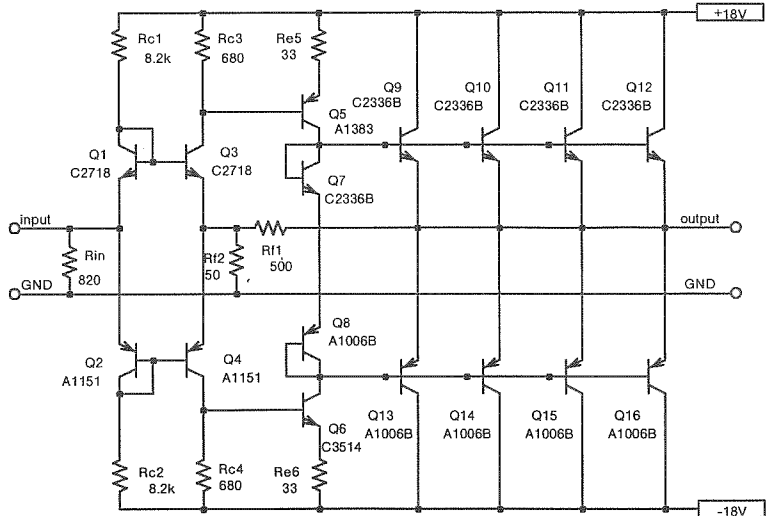 +18V
Rc1
8.2k
Rc3
680
Re5
33
Q9
C2336B
Q10
C2336B
Q11
C2336B
Q12
C2336B
Q5
A1383
Q1
C2718
Q3
C2718
Q7
C2336B
input
output
Rin
820
Rf2
50
Rf1
500
GND
GND
Q8
A1006B
Q2
A1151
Q4
A1151
Q13
A1006B
Q14
A1006B
Q15
A1006B
Q16
A1006B
Q6
C3514
Rc2
8.2k
Rc4
680
Re6
33
-18V